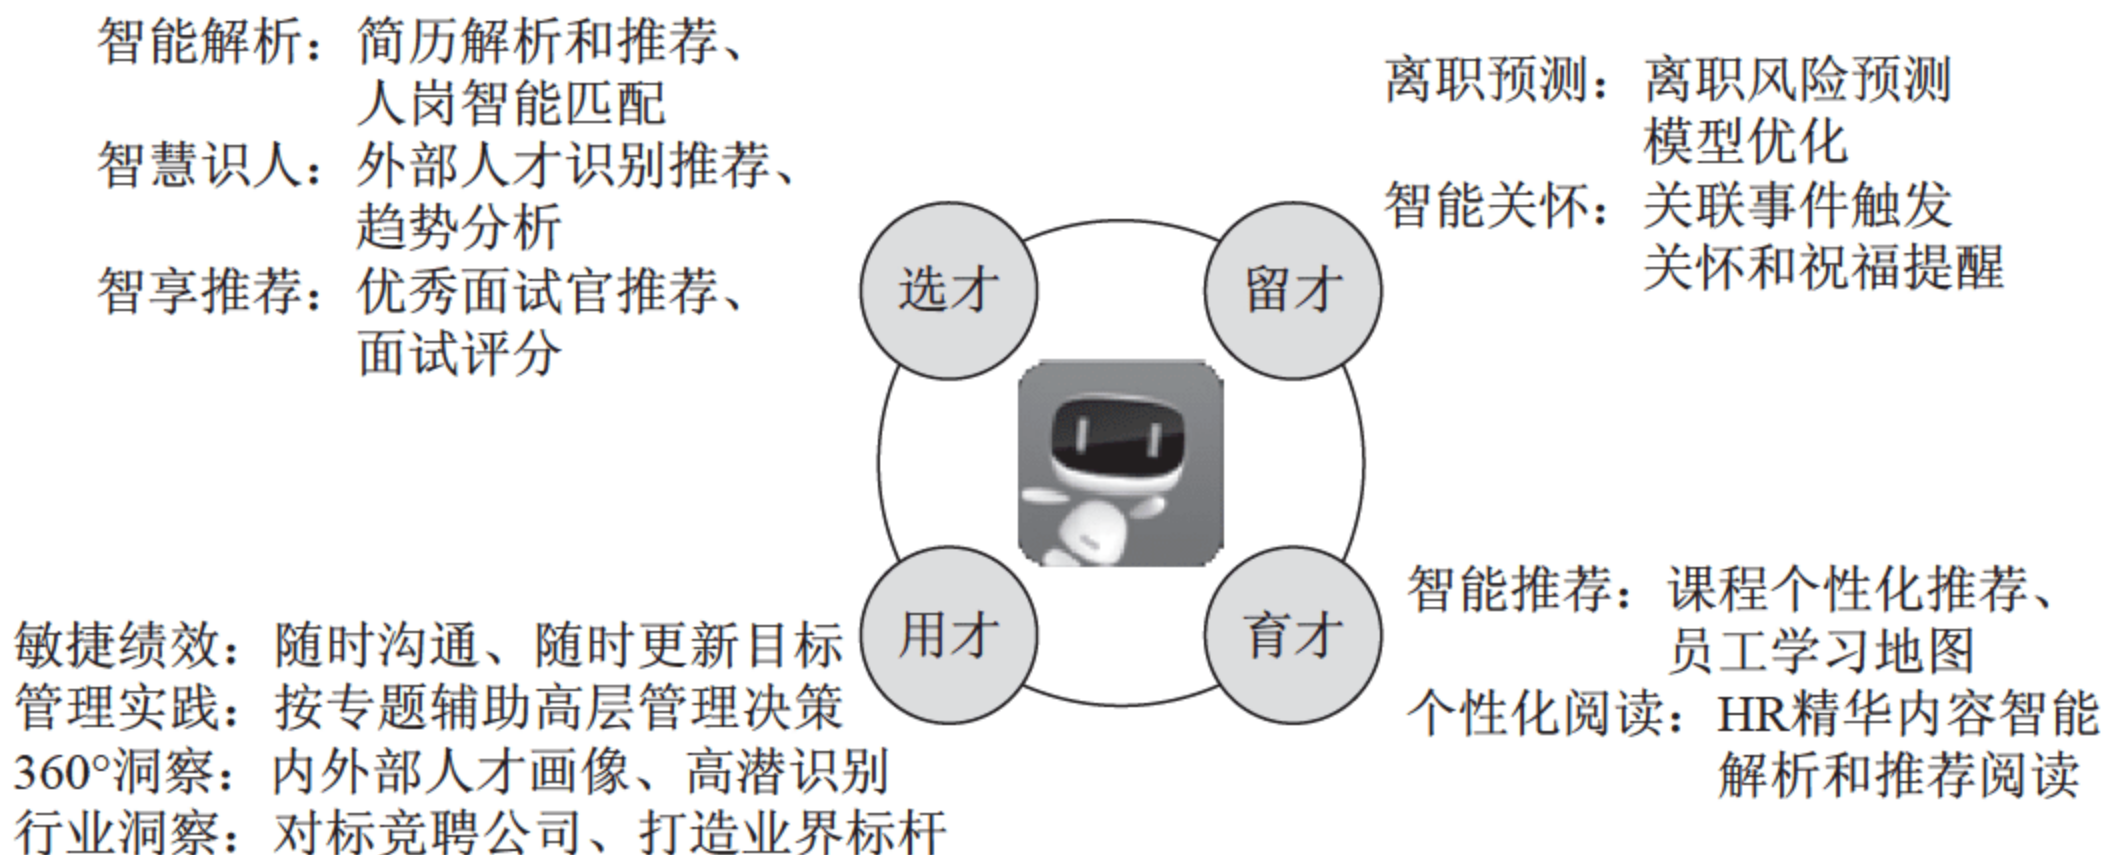 智能解析：简历解析和推荐、
人岗智能匹配
智慧识人：外部人才识别推荐、
趋势分析
智享推荐：优秀面试官推荐、
面试评分
离职预测：离职风险预测
模型优化
智能关怀：关联事件触发
关怀和祝福提醒
选才
留才
用才
育才
敏捷绩效：随时沟通、随时更新目标
管理实践：按专题辅助高层管理决策
360°洞察：内外部人才画像、高潜识别
行业洞察：对标竞聘公司、打造业界标杆
智能推荐：课程个性化推荐、
员工学习地图
个性化阅读：HR精华内容智能
解析和推荐阅读